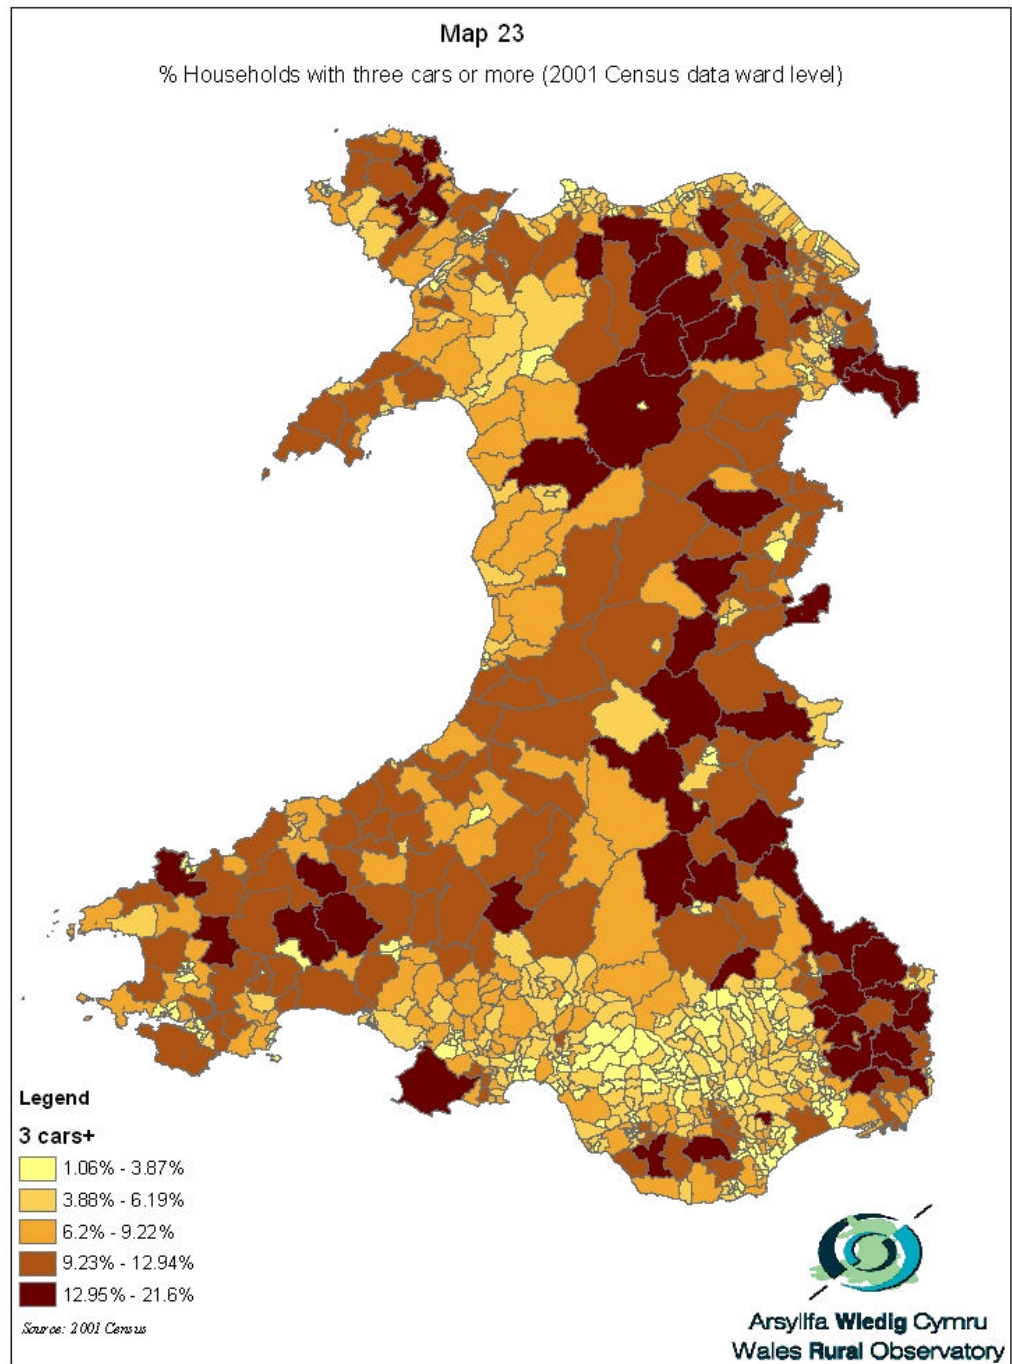 Map 23
% Households with three cars or more (2001 Census data ward level)
Legend
3 cars+
1.06% - 3.87%
3.88% - 6.19%
6.2% - 9.22%
9.23% - 12.94%
12.95% - 21.6%
Source: 2001 Census
Arsyllfa Wledig Cymru
Wales Rural Observatory